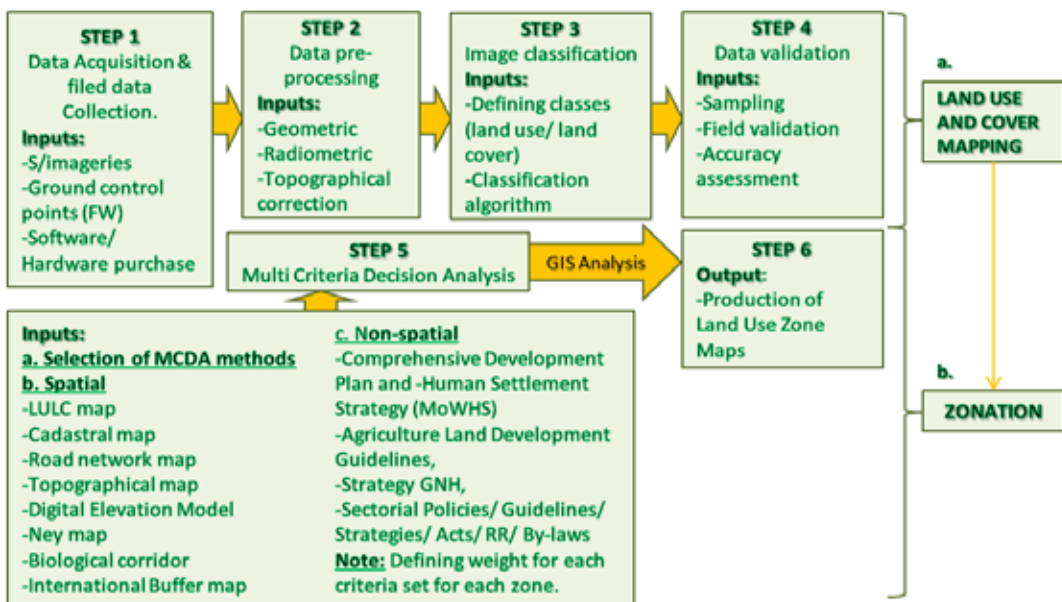 STEP 1
Data Acquisition &
filed data
Collection.
Inputs:
-S/imageries
-Ground control
points (FW)
-Software/
Hardware purchase
STEP 2
Data pre-
processing
Inputs:
-Geometric
-Radiometric
-Topographical
correction
STEP 3
Image classification
Inputs:
-Defining classes
(land use/ land
cover)
-Classification
algorithm
STEP 4
Data validation
Inputs:
-Sampling
-Field validation
-Accuracy
assessment
a.
LAND USE
AND COVER
MAPPING
STEP 5
Multi Criteria Decision Analysis
GIS Analysis
STEP 6
Output:
-Production of
Land Use Zone
Maps
b.
ZONATION
Inputs:
a. Selection of MCDA methods
b. Spatial
-LULC map
-Cadastral map
-Road network map
-Topographical map
-Digital Elevation Model
-Ney map
-Biological corridor
-International Buffer map
c. Non-spatial
-Comprehensive Development
Plan and -Human Settlement
Strategy (MoWHS)
-Agriculture Land Development
Guidelines,
-Strategy GNH,
-Sectorial Policies/ Guidelines/
Strategies/ Acts/ RR/ By-laws
Note: Defining weight for each
criteria set for each zone.